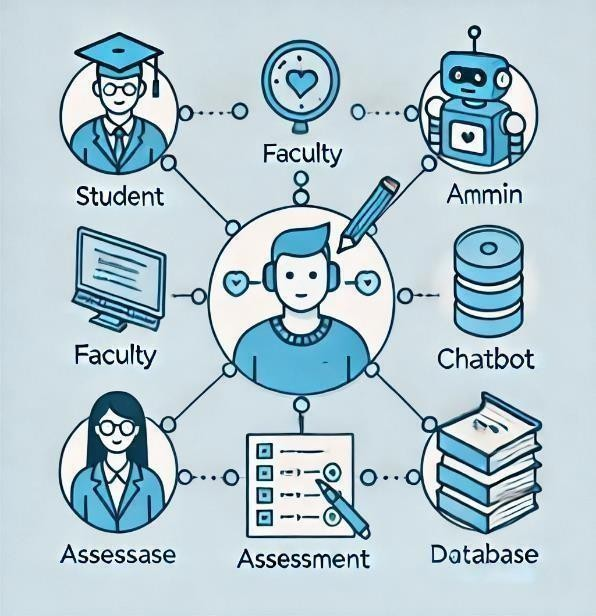 Student
Faculty
Ammin
Faculty
Chatbot
Assessase
Assessment
Database